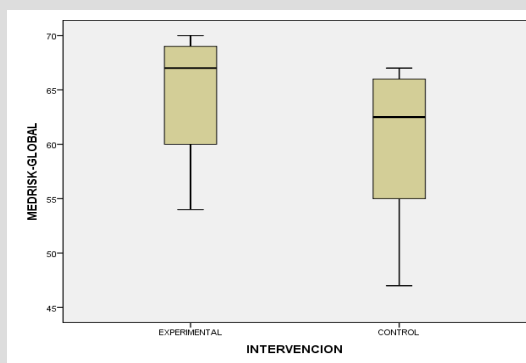 MEDRISK-GLOBAL
70
65
60
55
50
45
EXPERIMENTAL
CONTROL
INTERVENCION